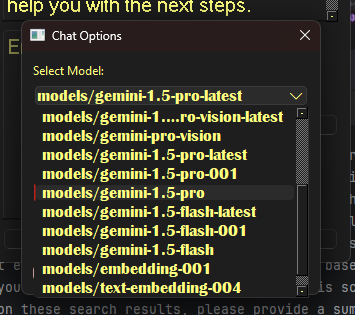 help you with the next steps.
Chat Options
Select Model:
models/gemini-1.5-pro-latest
models/gemini-1....ro-vision-latest
models/gemini-pro-vision
models/gemini-1.5-pro-latest
models/gemini-1.5-pro-001
models/gemini-1.5-pro
models/gemini-1.5-flash-latest
models/gemini-1.5-flash-001
models/gemini-1.5-flash
models/embedding-001
models/text-embedding-004
on these search results, please provide a sum